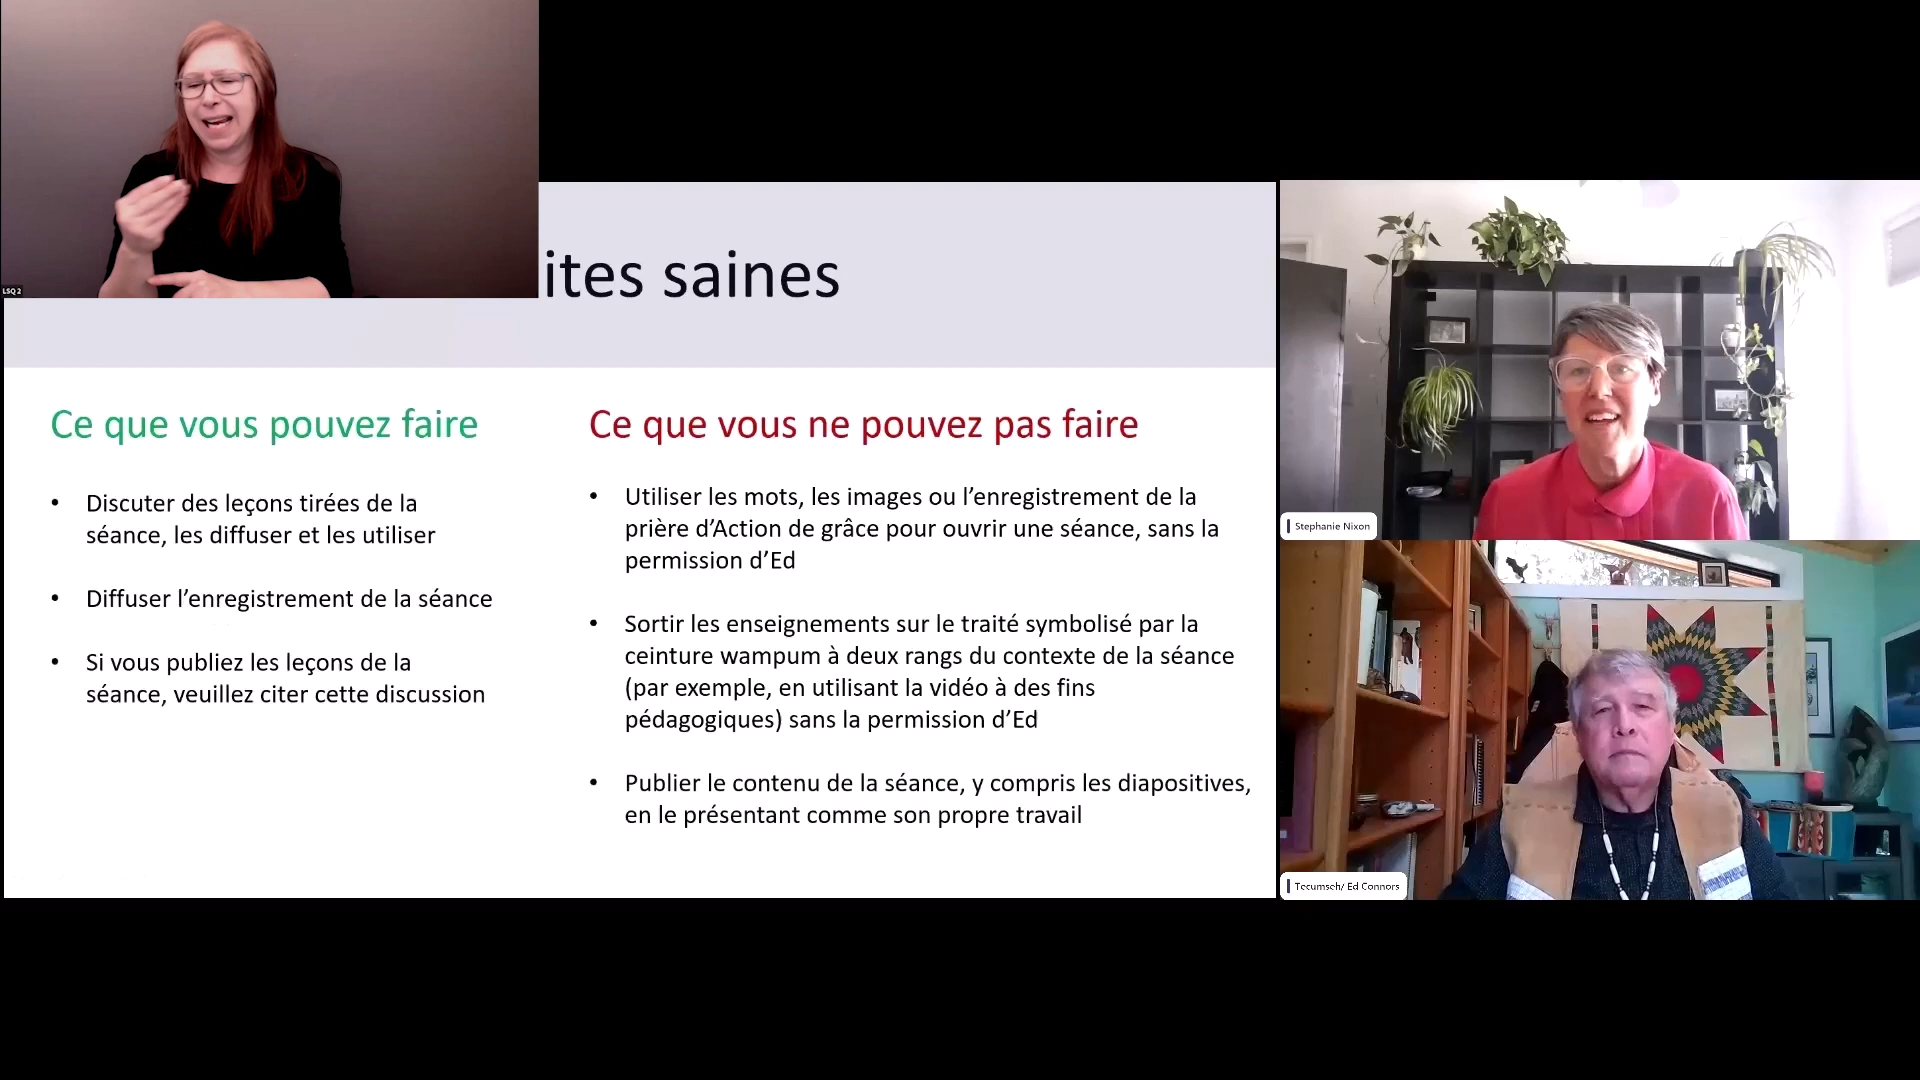 LSQ 2
ites saines
Ce que vous pouvez faire
• Discuter des leçons tirées de la
séance, les diffuser et les utiliser
• Diffuser l’enregistrement de la séance
• Si vous publiez les leçons de la
séance, veuillez citer cette discussion
Ce que vous ne pouvez pas faire
• Utiliser les mots, les images ou l’enregistrement de la
prière d’Action de grâce pour ouvrir une séance, sans la
permission d’Ed
• Sortir les enseignements sur le traité symbolisé par la
ceinture wampum à deux rangs du contexte de la séance
(par exemple, en utilisant la vidéo à des fins
pédagogiques) sans la permission d’Ed
• Publier le contenu de la séance, y compris les diapositives,
en le présentant comme son propre travail
Stephanie Nixon
Tecumseh/ Ed Connors